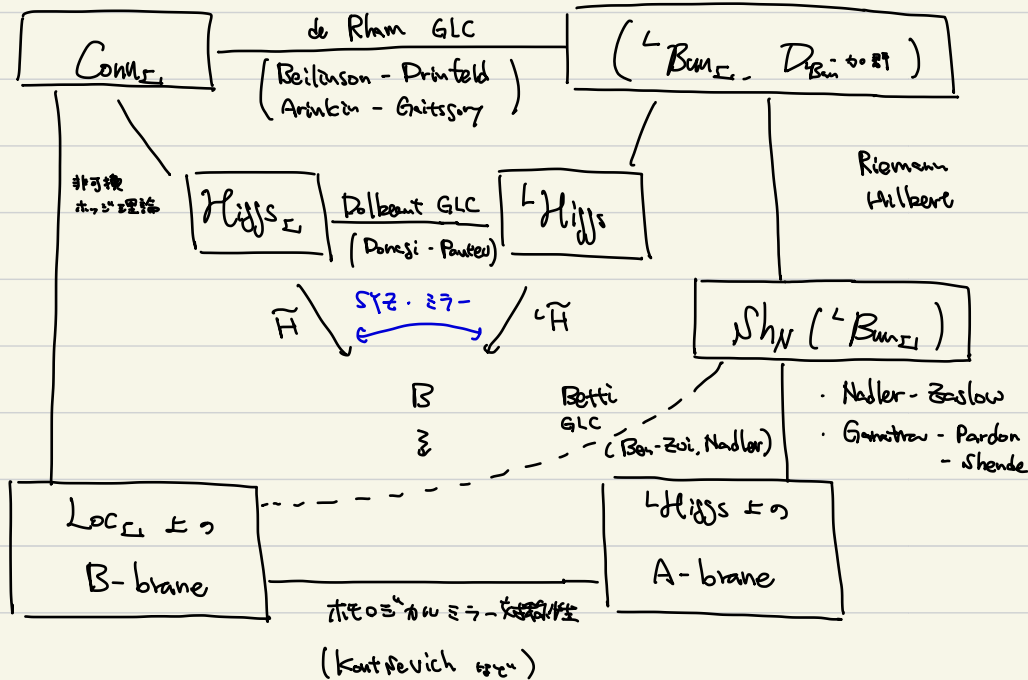 de Rham GLC
Conn_Σ
(Beilinson - Drinfeld
Arinkin - Gaitsgory)
(ᴸBun_Σ D_Bun-加群)
非可換
ホッジ理論
Higgs_Σ
Dolbeaut GLC
(Donagi - Pantev)
ᴸHiggs
Riemann
Hilbert
SYZ・ミラー
H̃
ᴸH̃
Sh_N (ᴸBun_Σ)
B
Betti
GLC
(Ben-Zvi, Nadler)
・Nadler - Zaslow
・Ganatra - Pardon
- Shende
Loc_Σ 上の
B-brane
ᴸHiggs 上の
A-brane
ホモロジカルミラー対称性
(Kontsevich など)